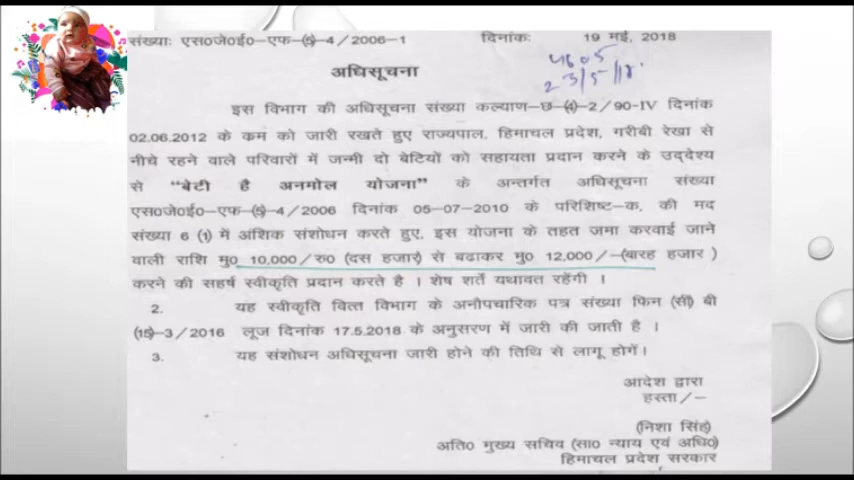 संख्याः एस0जे0ई0-एफ-(5)-4/2006-1 दिनांकः 19 मई, 2018
4605
23/5/18.
अधिसूचना
इस विभाग की अधिसूचना संख्या कल्याण-छ-(4)-2/90-IV दिनांक
02.06.2012 के कम को जारी रखते हुए राज्यपाल, हिमाचल प्रदेश, गरीबी रेखा से
नीचे रहने वाले परिवारों में जन्मी दो बेटियों को सहायता प्रदान करने के उद्देश्य
से "बेटी है अनमोल योजना" के अन्तर्गत अधिसूचना संख्या
एस0जे0ई0-एफ-(5)-4/2006 दिनांक 05-07-2010 के परिशिष्ट-क, की मद
संख्या 6 (1) में अंशिक संशोधन करते हुए, इस योजना के तहत जमा करवाई जाने
वाली राशि मु0 10,000/रु0 (दस हजार) से बढाकर मु0 12,000/-(बारह हजार)
करने की सहर्ष स्वीकृति प्रदान करते है । शेष शर्ते यथावत रहेंगी ।
2. यह स्वीकृति वित्त विभाग के अनौपचारिक पत्र संख्या फिन (सी) बी
(15)-3/2016 लूज दिनांक 17.5.2018 के अनुसरण में जारी की जाती है ।
3. यह संशोधन अधिसूचना जारी होने की तिथि से लागू होगें।
आदेश द्वारा
हस्ता/-
(निशा सिंह)
अति0 मुख्य सचिव (सा0 न्याय एवं अधि0)
हिमाचल प्रदेश सरकार